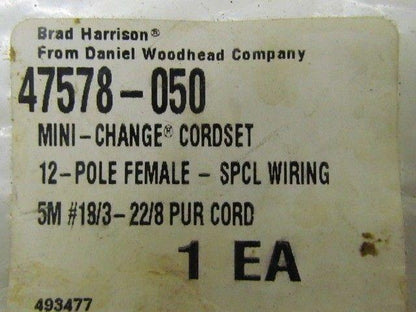 Brad Harrison®
From Daniel Woodhead Company
47578-050
MINI-CHANGE® CORDSET
12-POLE FEMALE - SPCL WIRING
5M #18/3-22/8 PUR CORD
1 EA
493477